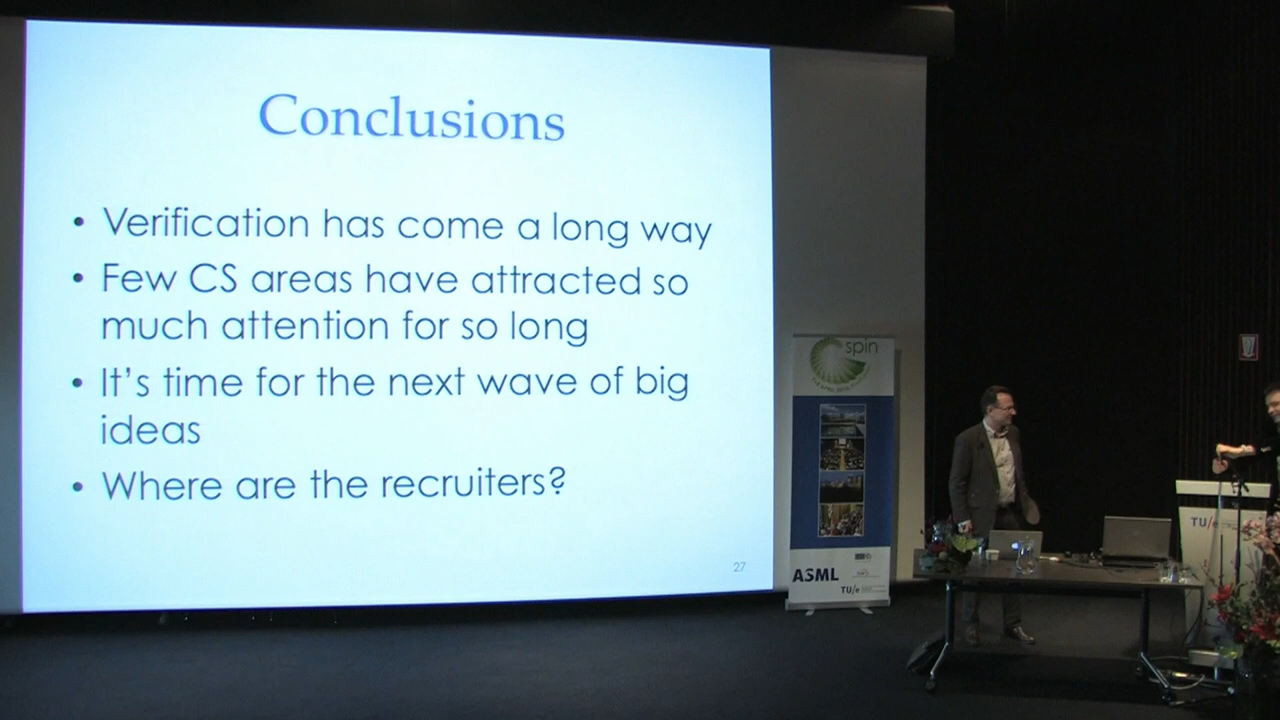 Conclusions
• Verification has come a long way
• Few CS areas have attracted so
much attention for so long
• It's time for the next wave of big
ideas
• Where are the recruiters?
27
spin
ASML
TU/e
TU/e